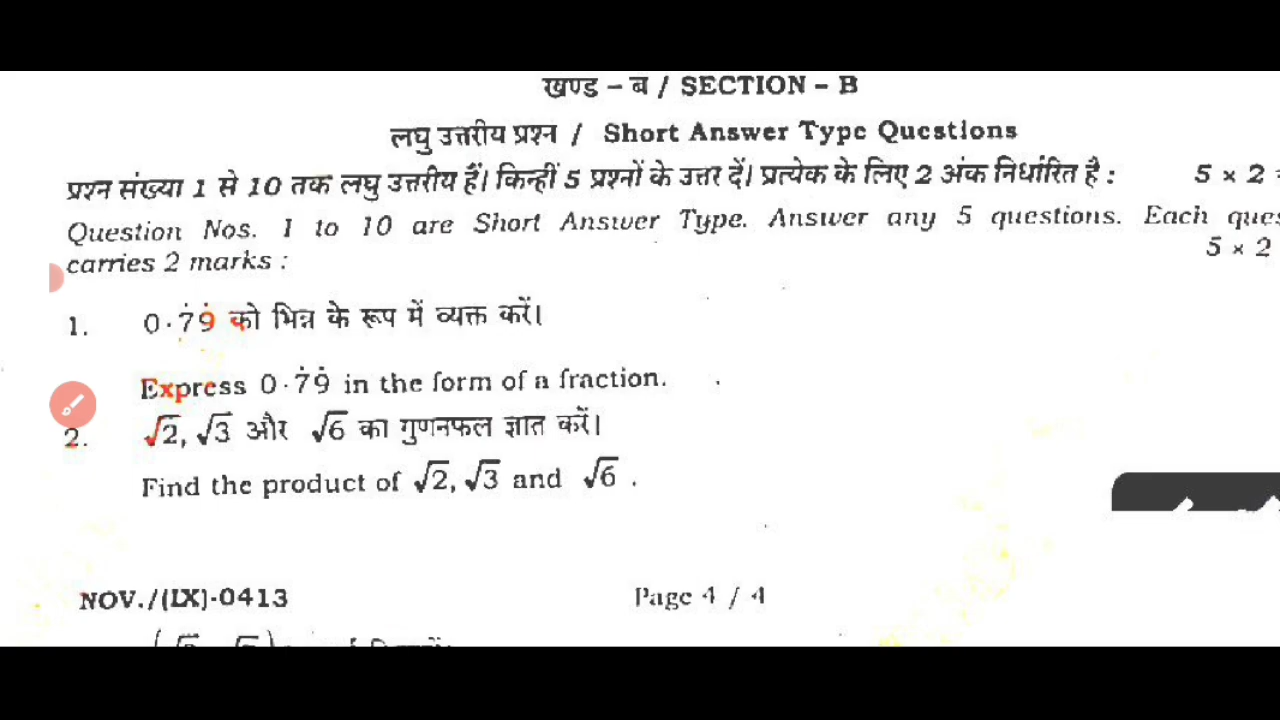 खण्ड – ब / SECTION – B
लघु उत्तरीय प्रश्न / Short Answer Type Questions
प्रश्न संख्या 1 से 10 तक लघु उत्तरीय हैं। किन्हीं 5 प्रश्नों के उत्तर दें। प्रत्येक के लिए 2 अंक निर्धारित है : 5 × 2
Question Nos. 1 to 10 are Short Answer Type. Answer any 5 questions. Each
carries 2 marks : 5 × 2
1. 0·7̇9̇ को भिन्न के रूप में व्यक्त करें।
Express 0·7̇9̇ in the form of a fraction.
2. √2, √3 और √6 का गुणनफल ज्ञात करें।
Find the product of √2, √3 and √6 .
NOV./(IX)-0413 Page 4 / 4